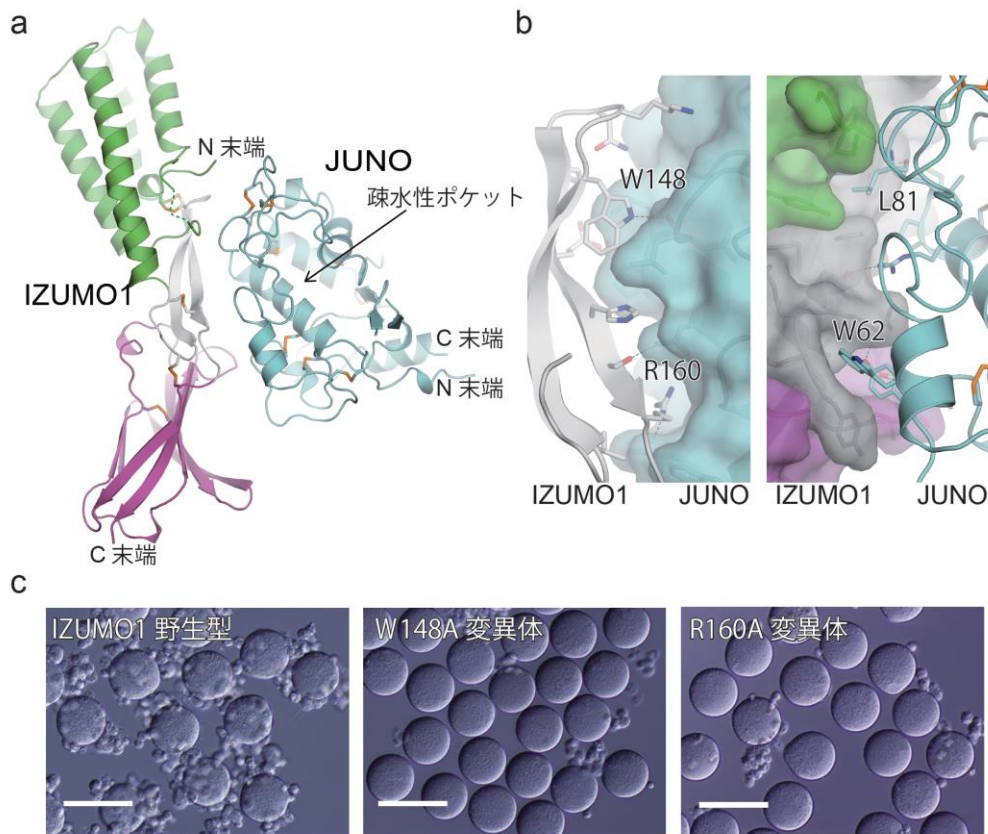 a
N 末端
JUNO
疎水性ポケット
IZUMO1
C 末端
N 末端
C 末端
b
W148
R160
IZUMO1
JUNO
L81
W62
IZUMO1
JUNO
c
IZUMO1 野生型
W148A 変異体
R160A 変異体